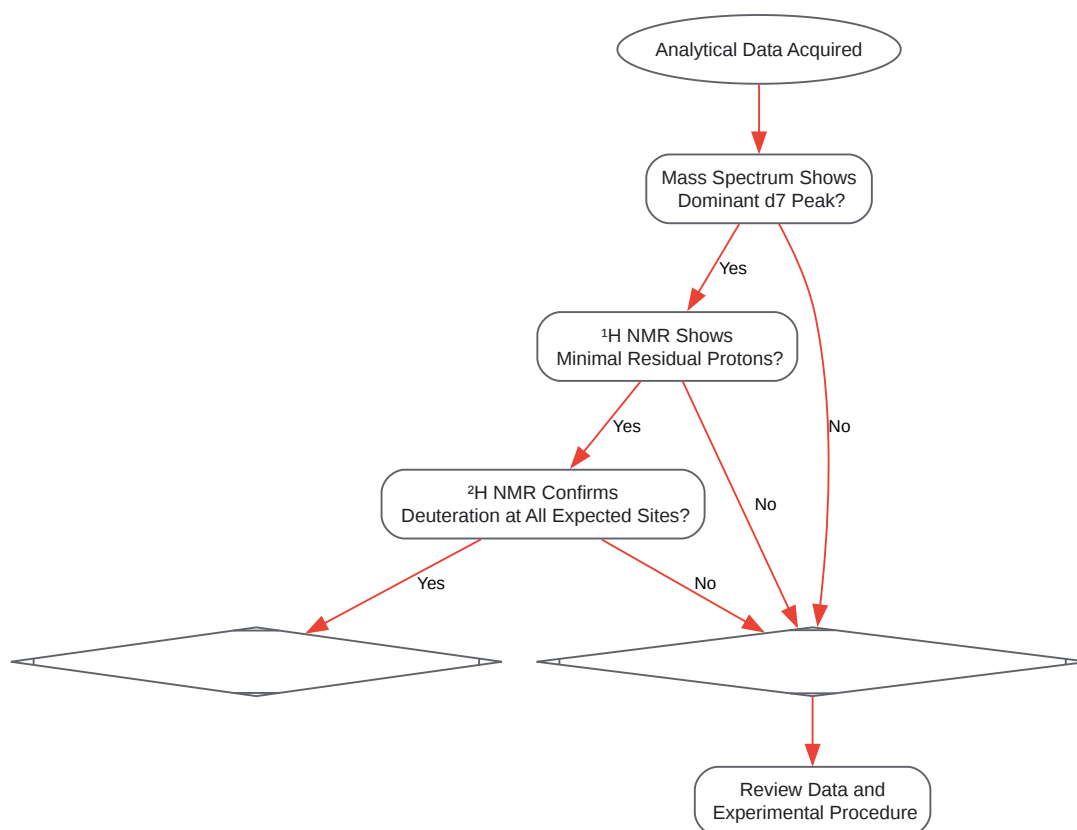 Analytical Data Acquired
Mass Spectrum Shows
Dominant d7 Peak?
Yes
No
¹H NMR Shows
Minimal Residual Protons?
Yes
No
²H NMR Confirms
Deuteration at All Expected Sites?
Yes
No
Review Data and
Experimental Procedure